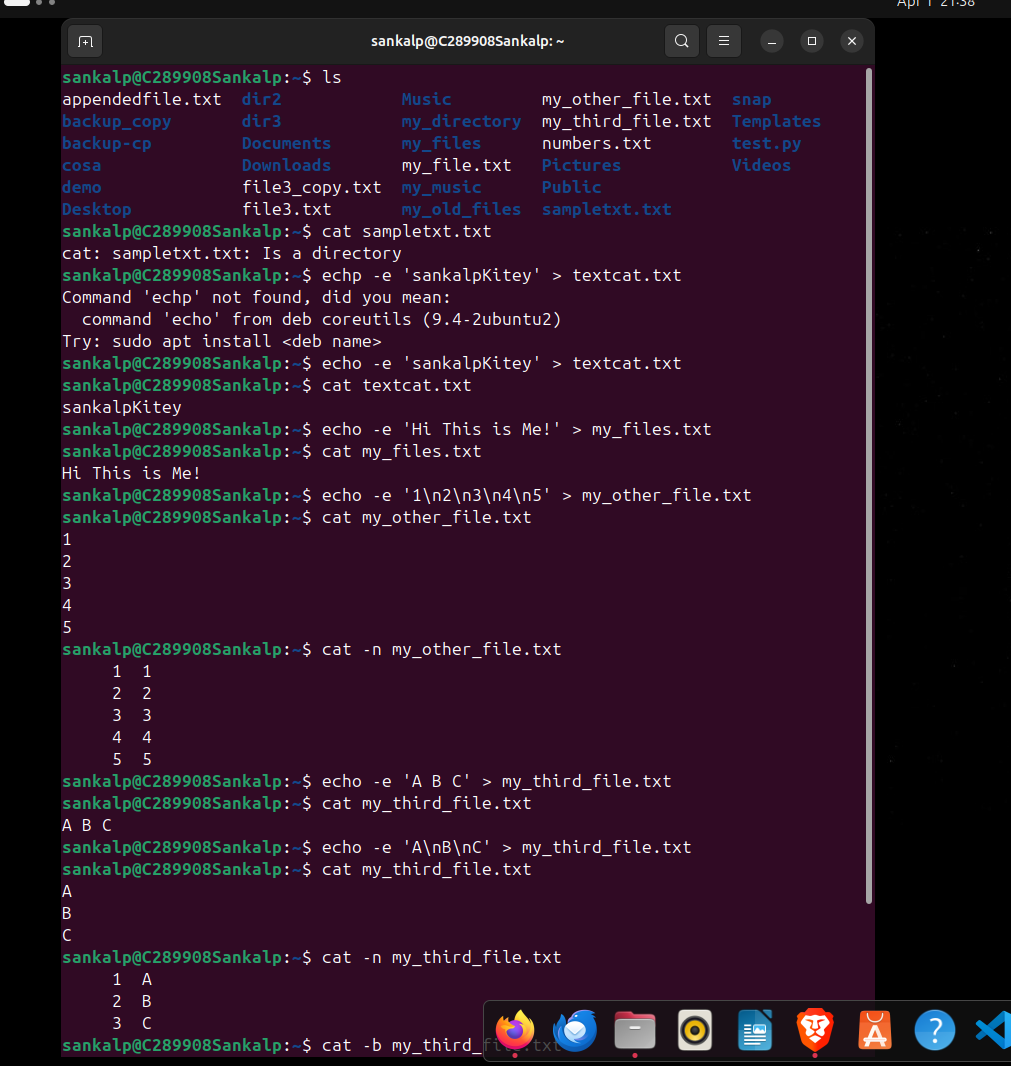 Apr 1 21:38
sankalp@C289908Sankalp: ~
sankalp@C289908Sankalp:~$ ls
appendedfile.txt dir2 Music my_other_file.txt snap
backup_copy dir3 my_directory my_third_file.txt Templates
backup-cp Documents my_files numbers.txt test.py
cosa Downloads my_file.txt Pictures Videos
demo file3_copy.txt my_music Public
Desktop file3.txt my_old_files sampletxt.txt
sankalp@C289908Sankalp:~$ cat sampletxt.txt
cat: sampletxt.txt: Is a directory
sankalp@C289908Sankalp:~$ echp -e 'sankalpKitey' > textcat.txt
Command 'echp' not found, did you mean:
  command 'echo' from deb coreutils (9.4-2ubuntu2)
Try: sudo apt install <deb name>
sankalp@C289908Sankalp:~$ echo -e 'sankalpKitey' > textcat.txt
sankalp@C289908Sankalp:~$ cat textcat.txt
sankalpKitey
sankalp@C289908Sankalp:~$ echo -e 'Hi This is Me!' > my_files.txt
sankalp@C289908Sankalp:~$ cat my_files.txt
Hi This is Me!
sankalp@C289908Sankalp:~$ echo -e '1\n2\n3\n4\n5' > my_other_file.txt
sankalp@C289908Sankalp:~$ cat my_other_file.txt
1
2
3
4
5
sankalp@C289908Sankalp:~$ cat -n my_other_file.txt
     1  1
     2  2
     3  3
     4  4
     5  5
sankalp@C289908Sankalp:~$ echo -e 'A B C' > my_third_file.txt
sankalp@C289908Sankalp:~$ cat my_third_file.txt
A B C
sankalp@C289908Sankalp:~$ echo -e 'A\nB\nC' > my_third_file.txt
sankalp@C289908Sankalp:~$ cat my_third_file.txt
A
B
C
sankalp@C289908Sankalp:~$ cat -n my_third_file.txt
     1  A
     2  B
     3  C
sankalp@C289908Sankalp:~$ cat -b my_third_file.txt